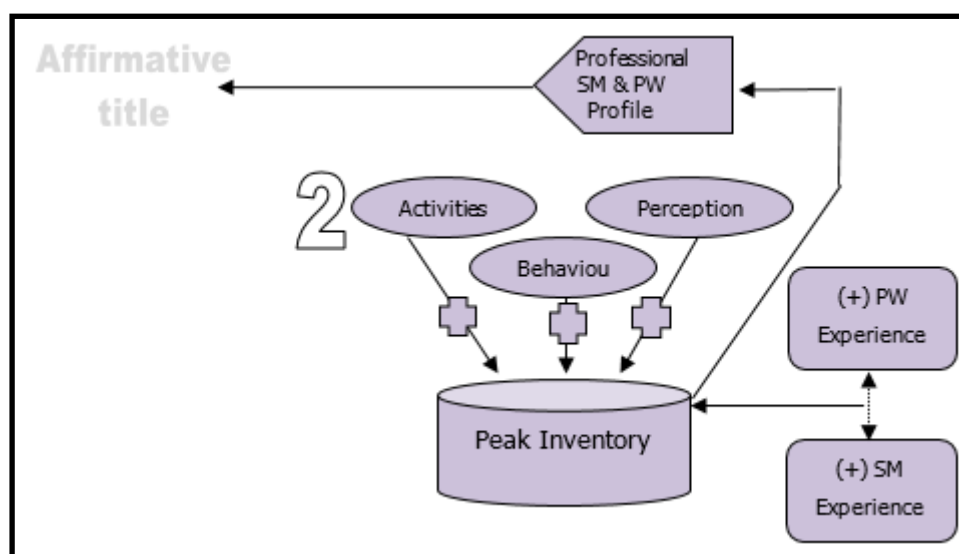 Affirmative
title
Professional
SM & PW
Profile
2
Activities
Perception
Behaviou
(+) PW
Experience
Peak Inventory
(+) SM
Experience